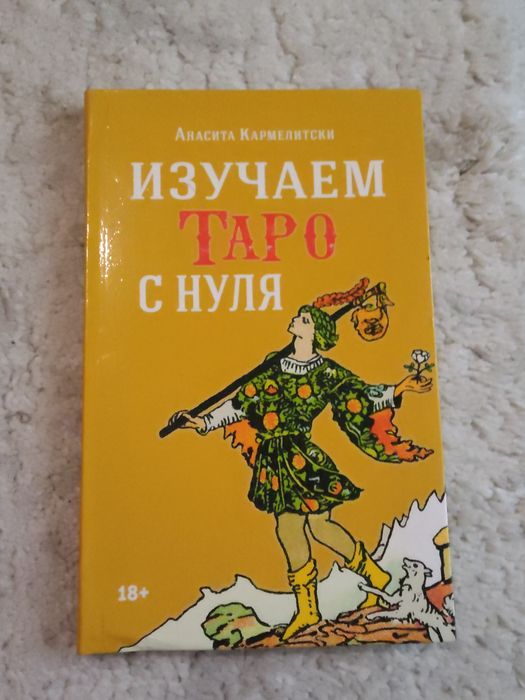 Анасита Кармелитски
ИЗУЧАЕМ
ТАРО
С НУЛЯ
18+